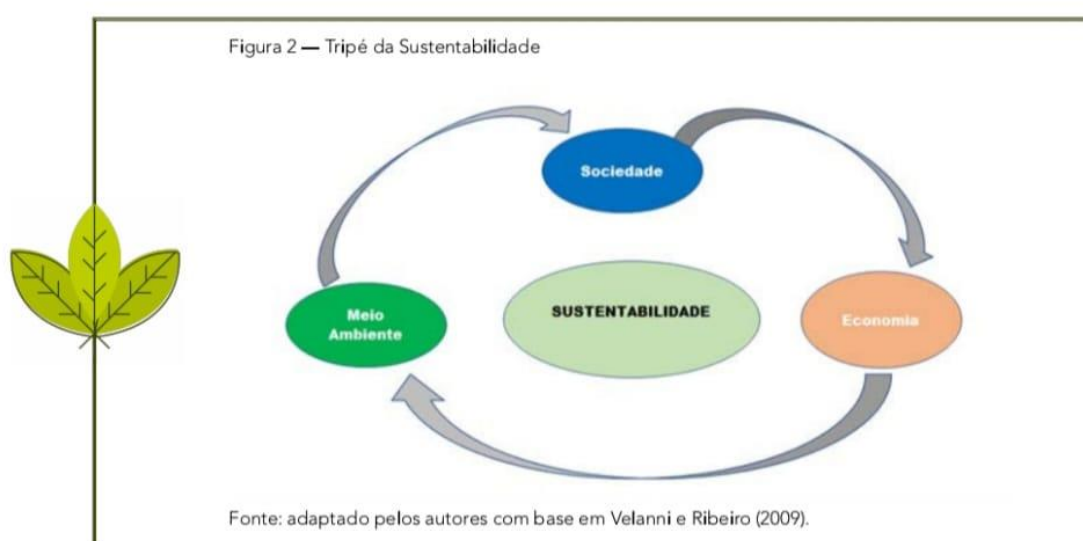 Figura 2 — Tripé da Sustentabilidade
Sociedade
SUSTENTABILIDADE
Meio
Ambiente
Economia
Fonte: adaptado pelos autores com base em Velanni e Ribeiro (2009).